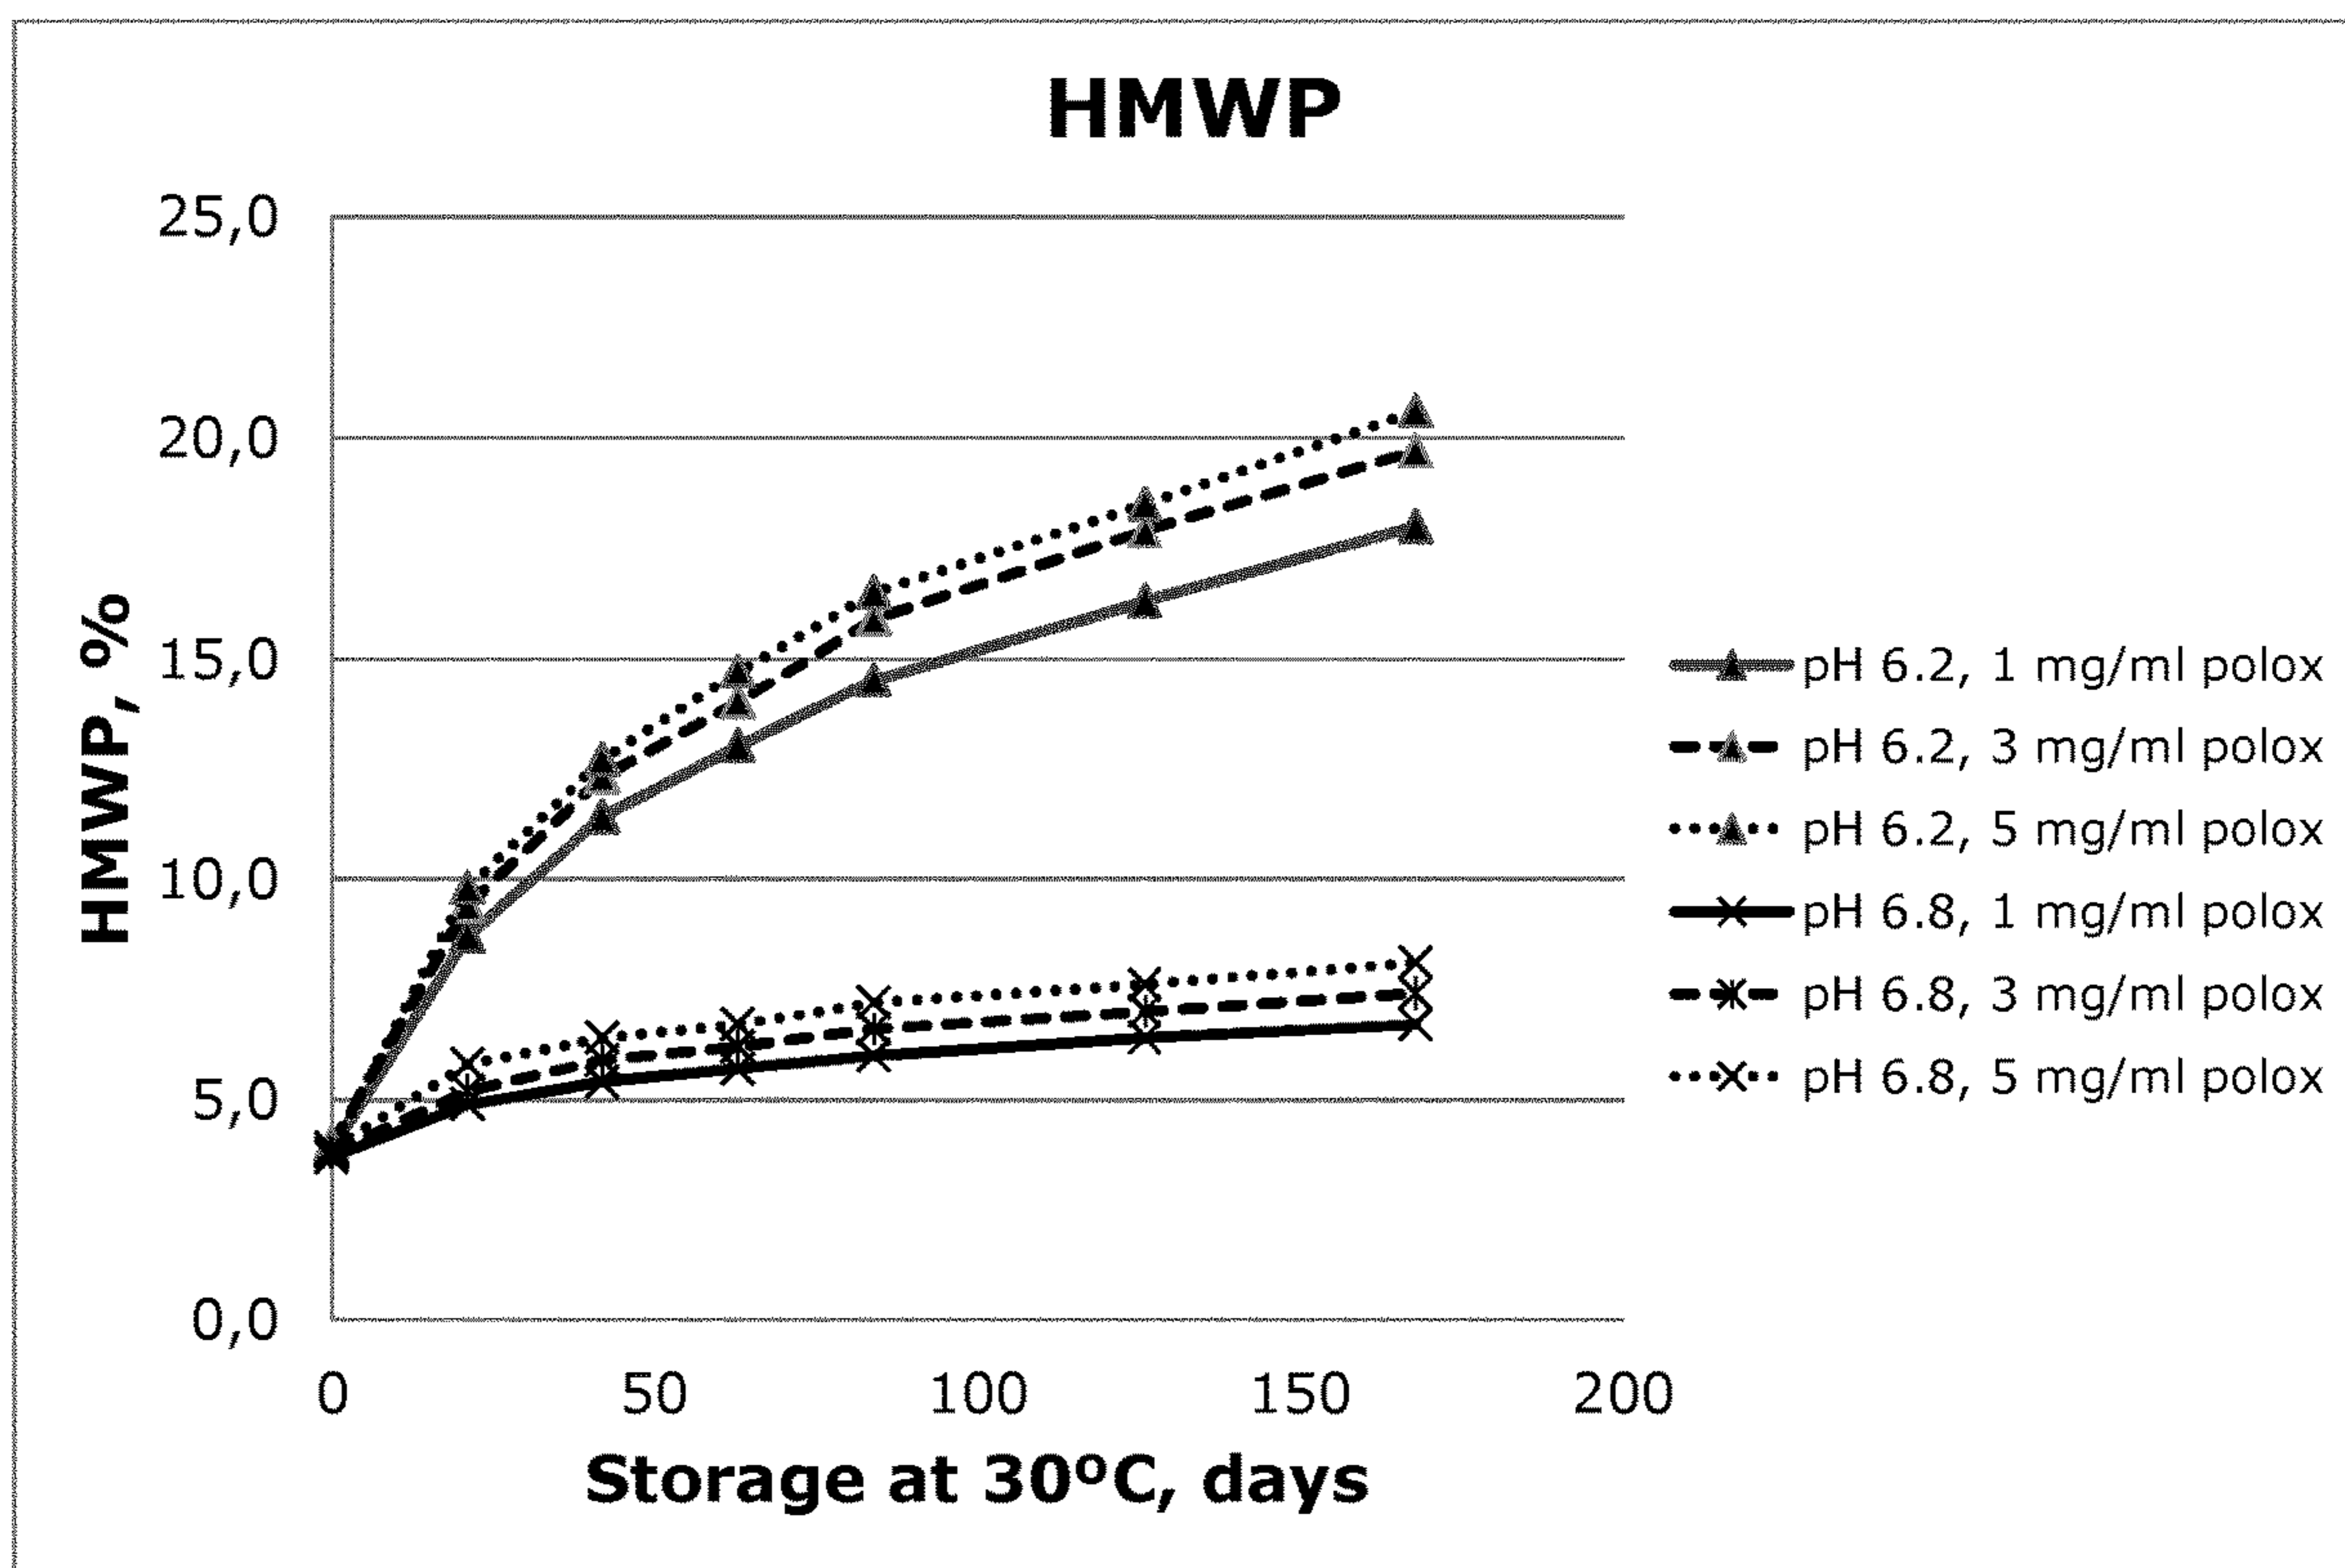 HMWP
25,0
20,0
15,0
10,0
5,0
0,0
HMWP, %
0 50 100 150 200
Storage at 30ºC, days
pH 6.2, 1 mg/ml polox
pH 6.2, 3 mg/ml polox
pH 6.2, 5 mg/ml polox
pH 6.8, 1 mg/ml polox
pH 6.8, 3 mg/ml polox
pH 6.8, 5 mg/ml polox